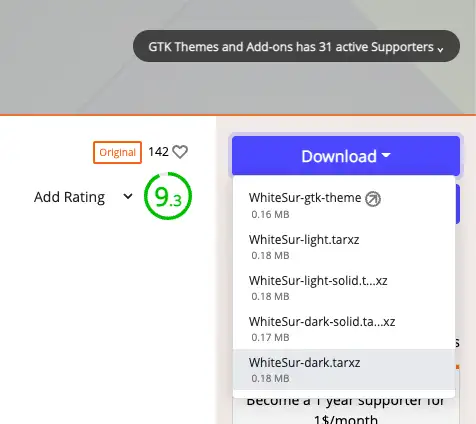 GTK Themes and Add-ons has 31 active Supporters
Original 142
Download
Add Rating
9.3
WhiteSur-gtk-theme
0.16 MB
WhiteSur-light.tarxz
0.18 MB
WhiteSur-light-solid.t...xz
0.18 MB
WhiteSur-dark-solid.ta...xz
0.17 MB
s
WhiteSur-dark.tarxz
0.18 MB
Become a 1 year supporter for
1$/month